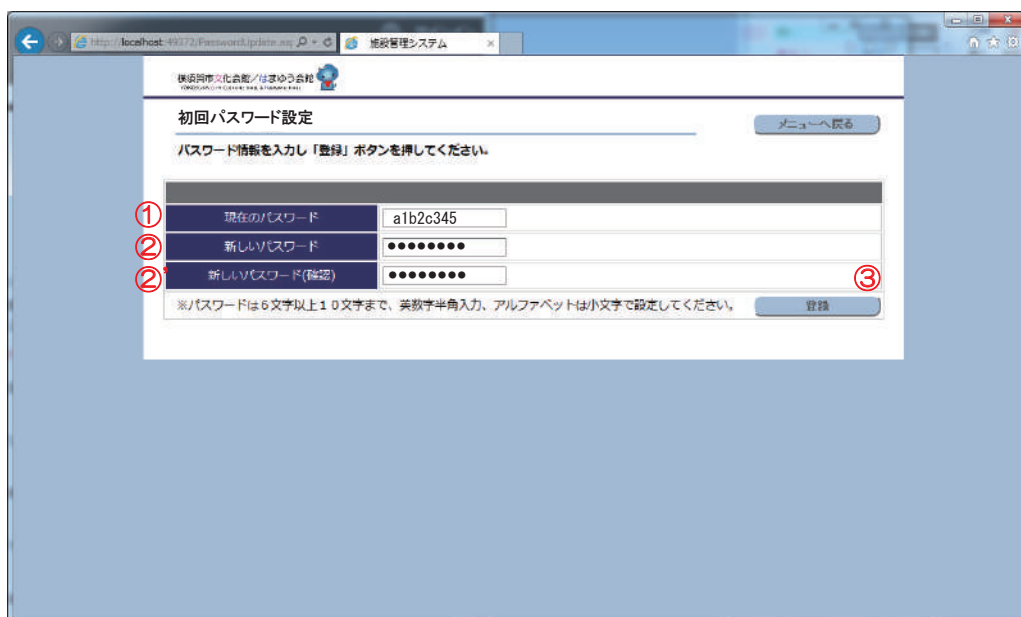 http://localhost:49372/PasswordUpdate.as
施設管理システム
横須賀市文化会館/はまゆう会館
初回パスワード設定
メニューへ戻る
パスワード情報を入力し「登録」ボタンを押してください。
① 現在のパスワード a1b2c345
② 新しいパスワード ●●●●●●●●
②' 新しいパスワード(確認) ●●●●●●●● ③
※パスワードは6文字以上10文字まで、英数字半角入力、アルファベットは小文字で設定してください。 登録